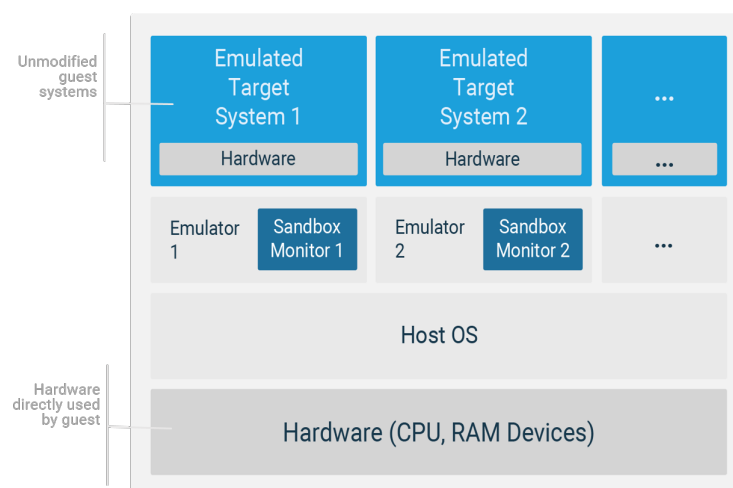 Unmodified
guest
systems
Emulated
Target
System 1
Hardware
Emulated
Target
System 2
Hardware
...
...
Emulator
1
Sandbox
Monitor 1
Emulator
2
Sandbox
Monitor 2
...
Host OS
Hardware
directly used
by guest
Hardware (CPU, RAM Devices)